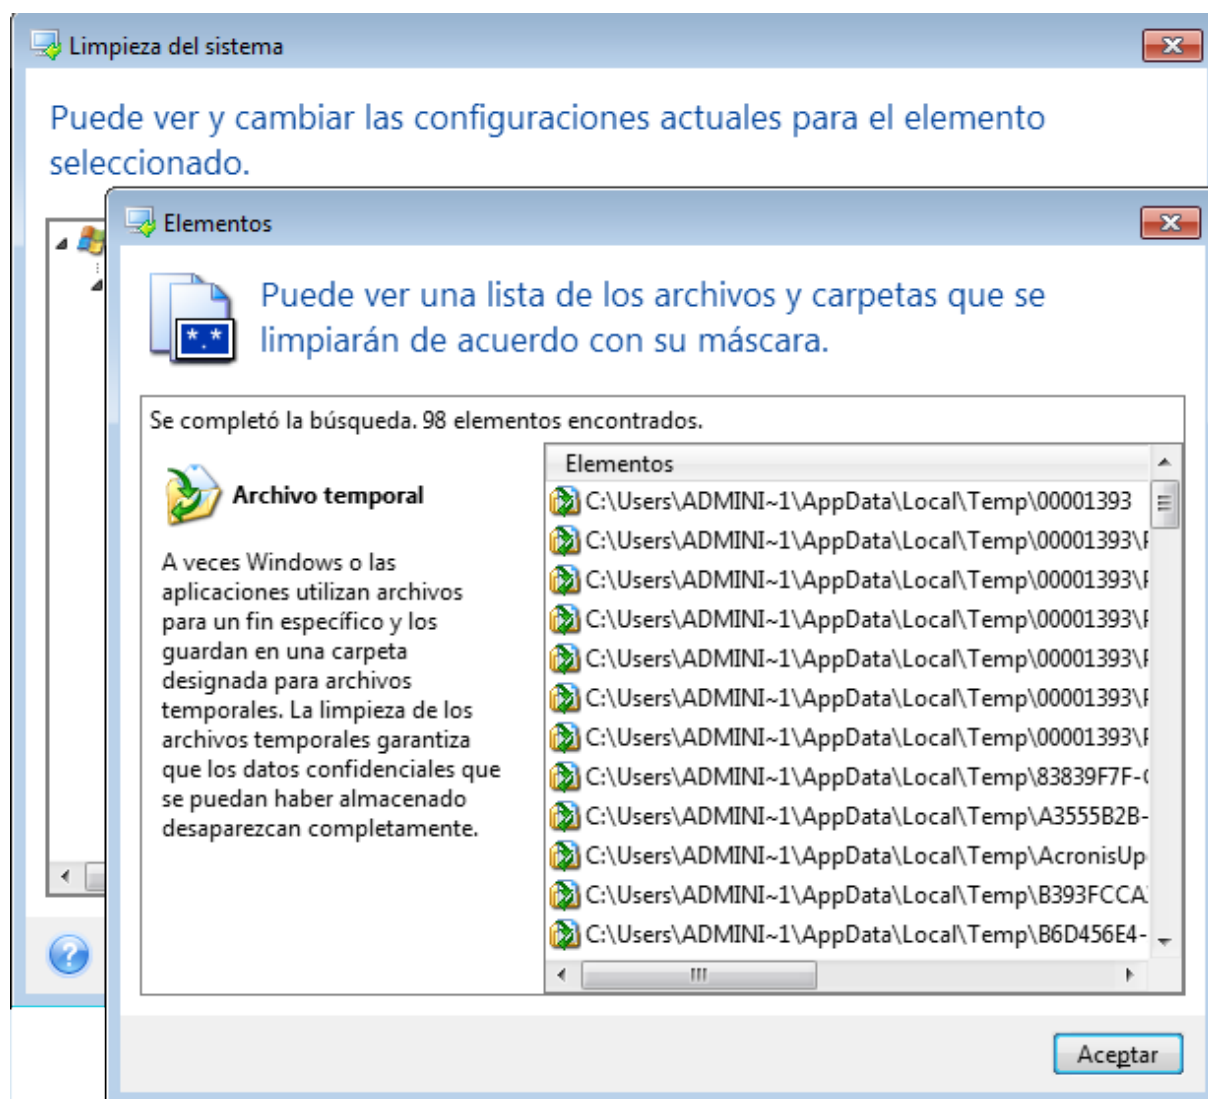 Limpieza del sistema
Puede ver y cambiar las configuraciones actuales para el elemento
seleccionado.
Elementos
Puede ver una lista de los archivos y carpetas que se
limpiarán de acuerdo con su máscara.
*.*
Se completó la búsqueda. 98 elementos encontrados.
Archivo temporal
A veces Windows o las
aplicaciones utilizan archivos
para un fin específico y los
guardan en una carpeta
designada para archivos
temporales. La limpieza de los
archivos temporales garantiza
que los datos confidenciales que
se puedan haber almacenado
desaparezcan completamente.
Elementos
C:\Users\ADMINI~1\AppData\Local\Temp\00001393
C:\Users\ADMINI~1\AppData\Local\Temp\00001393\
C:\Users\ADMINI~1\AppData\Local\Temp\00001393\
C:\Users\ADMINI~1\AppData\Local\Temp\00001393\
C:\Users\ADMINI~1\AppData\Local\Temp\00001393\
C:\Users\ADMINI~1\AppData\Local\Temp\00001393\
C:\Users\ADMINI~1\AppData\Local\Temp\00001393\
C:\Users\ADMINI~1\AppData\Local\Temp\83839F7F-
C:\Users\ADMINI~1\AppData\Local\Temp\A3555B2B-
C:\Users\ADMINI~1\AppData\Local\Temp\AcronisUp
C:\Users\ADMINI~1\AppData\Local\Temp\B393FCCA
C:\Users\ADMINI~1\AppData\Local\Temp\B6D456E4-
Aceptar